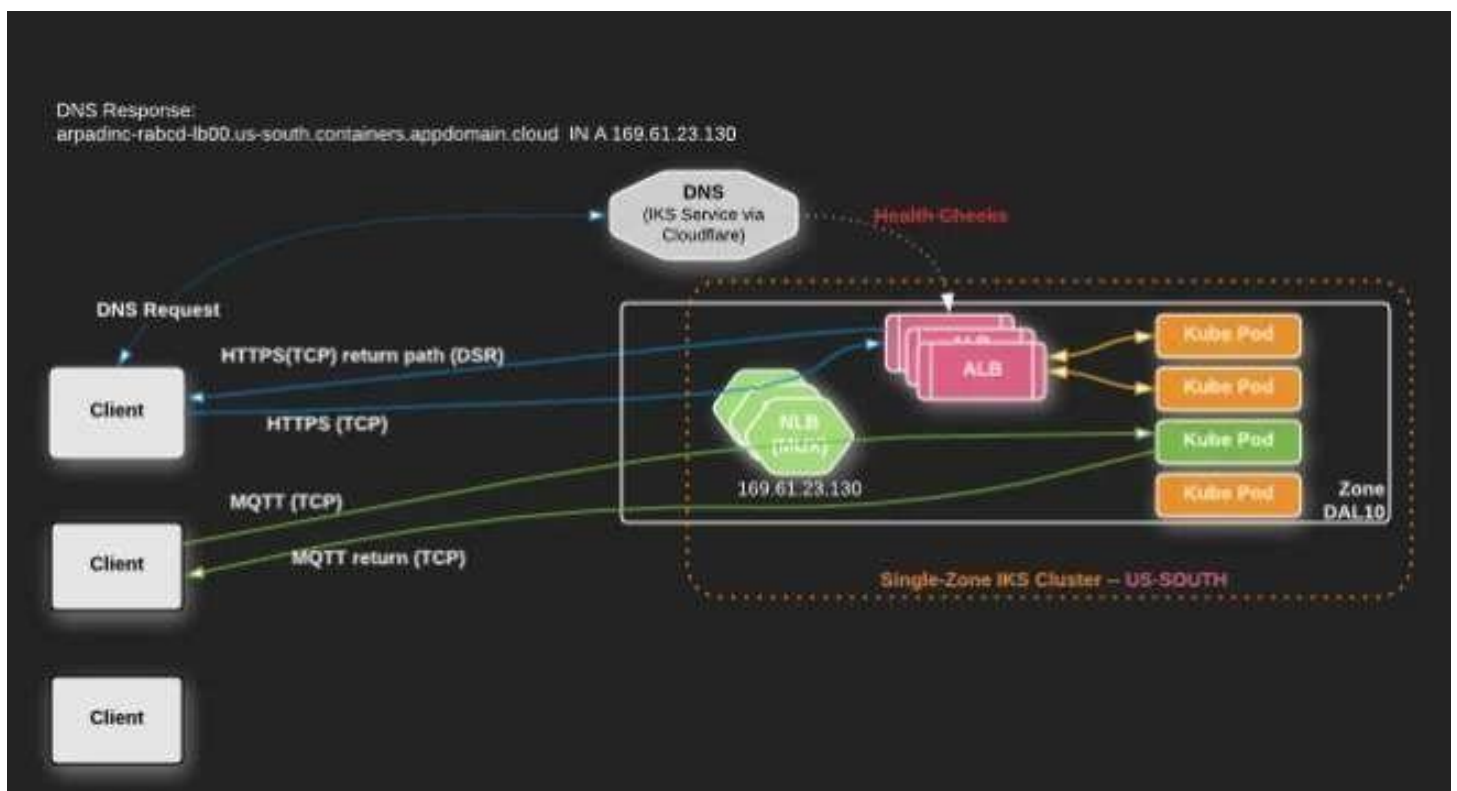 DNS Response:
arpadinc-rabcd-lb00.us-south.containers.appdomain.cloud IN A 169.61.23.130
DNS
(IKS Service via
Cloudflare)
Health Checks
DNS Request
HTTPS(TCP) return path (DSR)
Client
HTTPS (TCP)
ALB
ALB
Kube Pod
Kube Pod
Kube Pod
Kube Pod
NLB
(MUX)
169.61.23.130
Zone
DAL10
MQTT (TCP)
Client
MQTT return (TCP)
Single-Zone IKS Cluster – US-SOUTH
Client